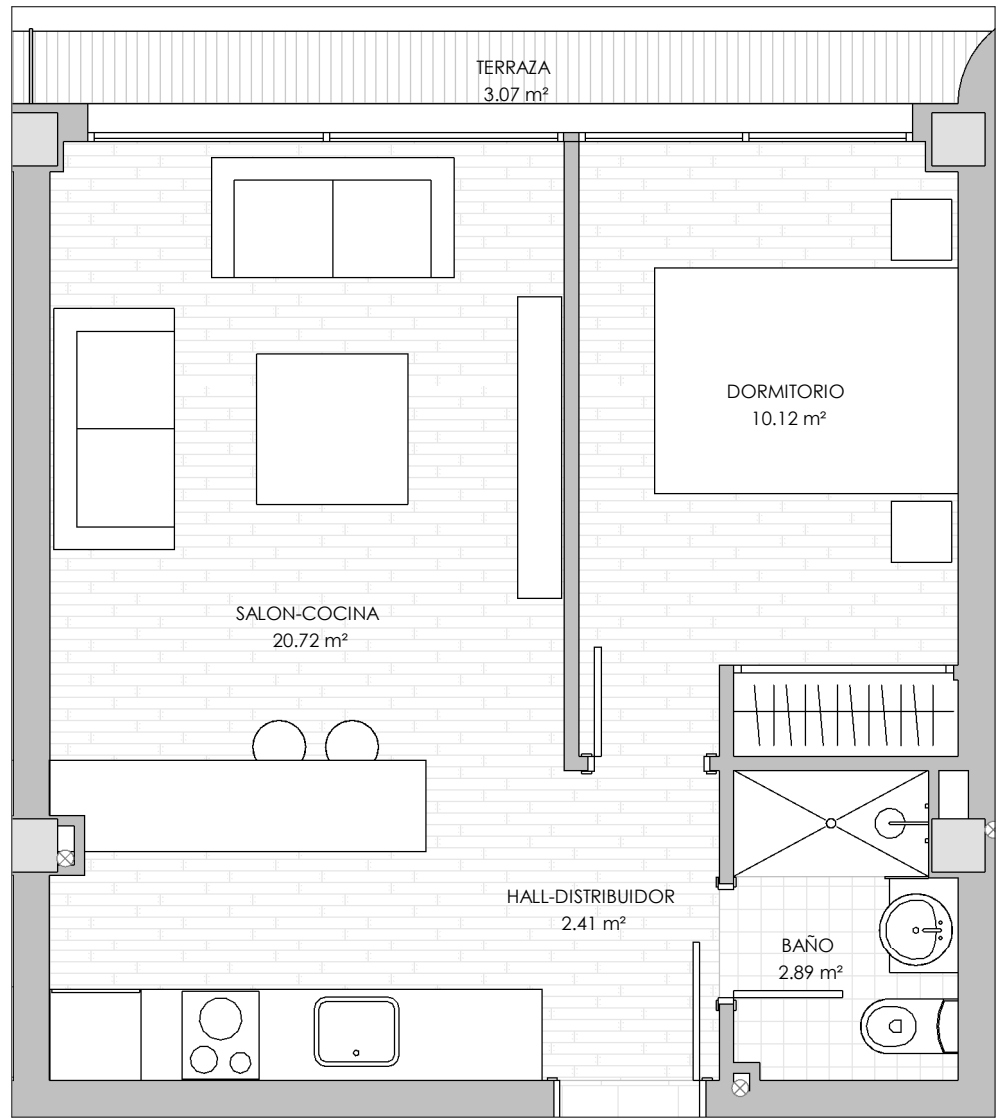 TERRAZA
3.07 m²
DORMITORIO
10.12 m²
SALON-COCINA
20.72 m²
HALL-DISTRIBUIDOR
2.41 m²
BAÑO
2.89 m²